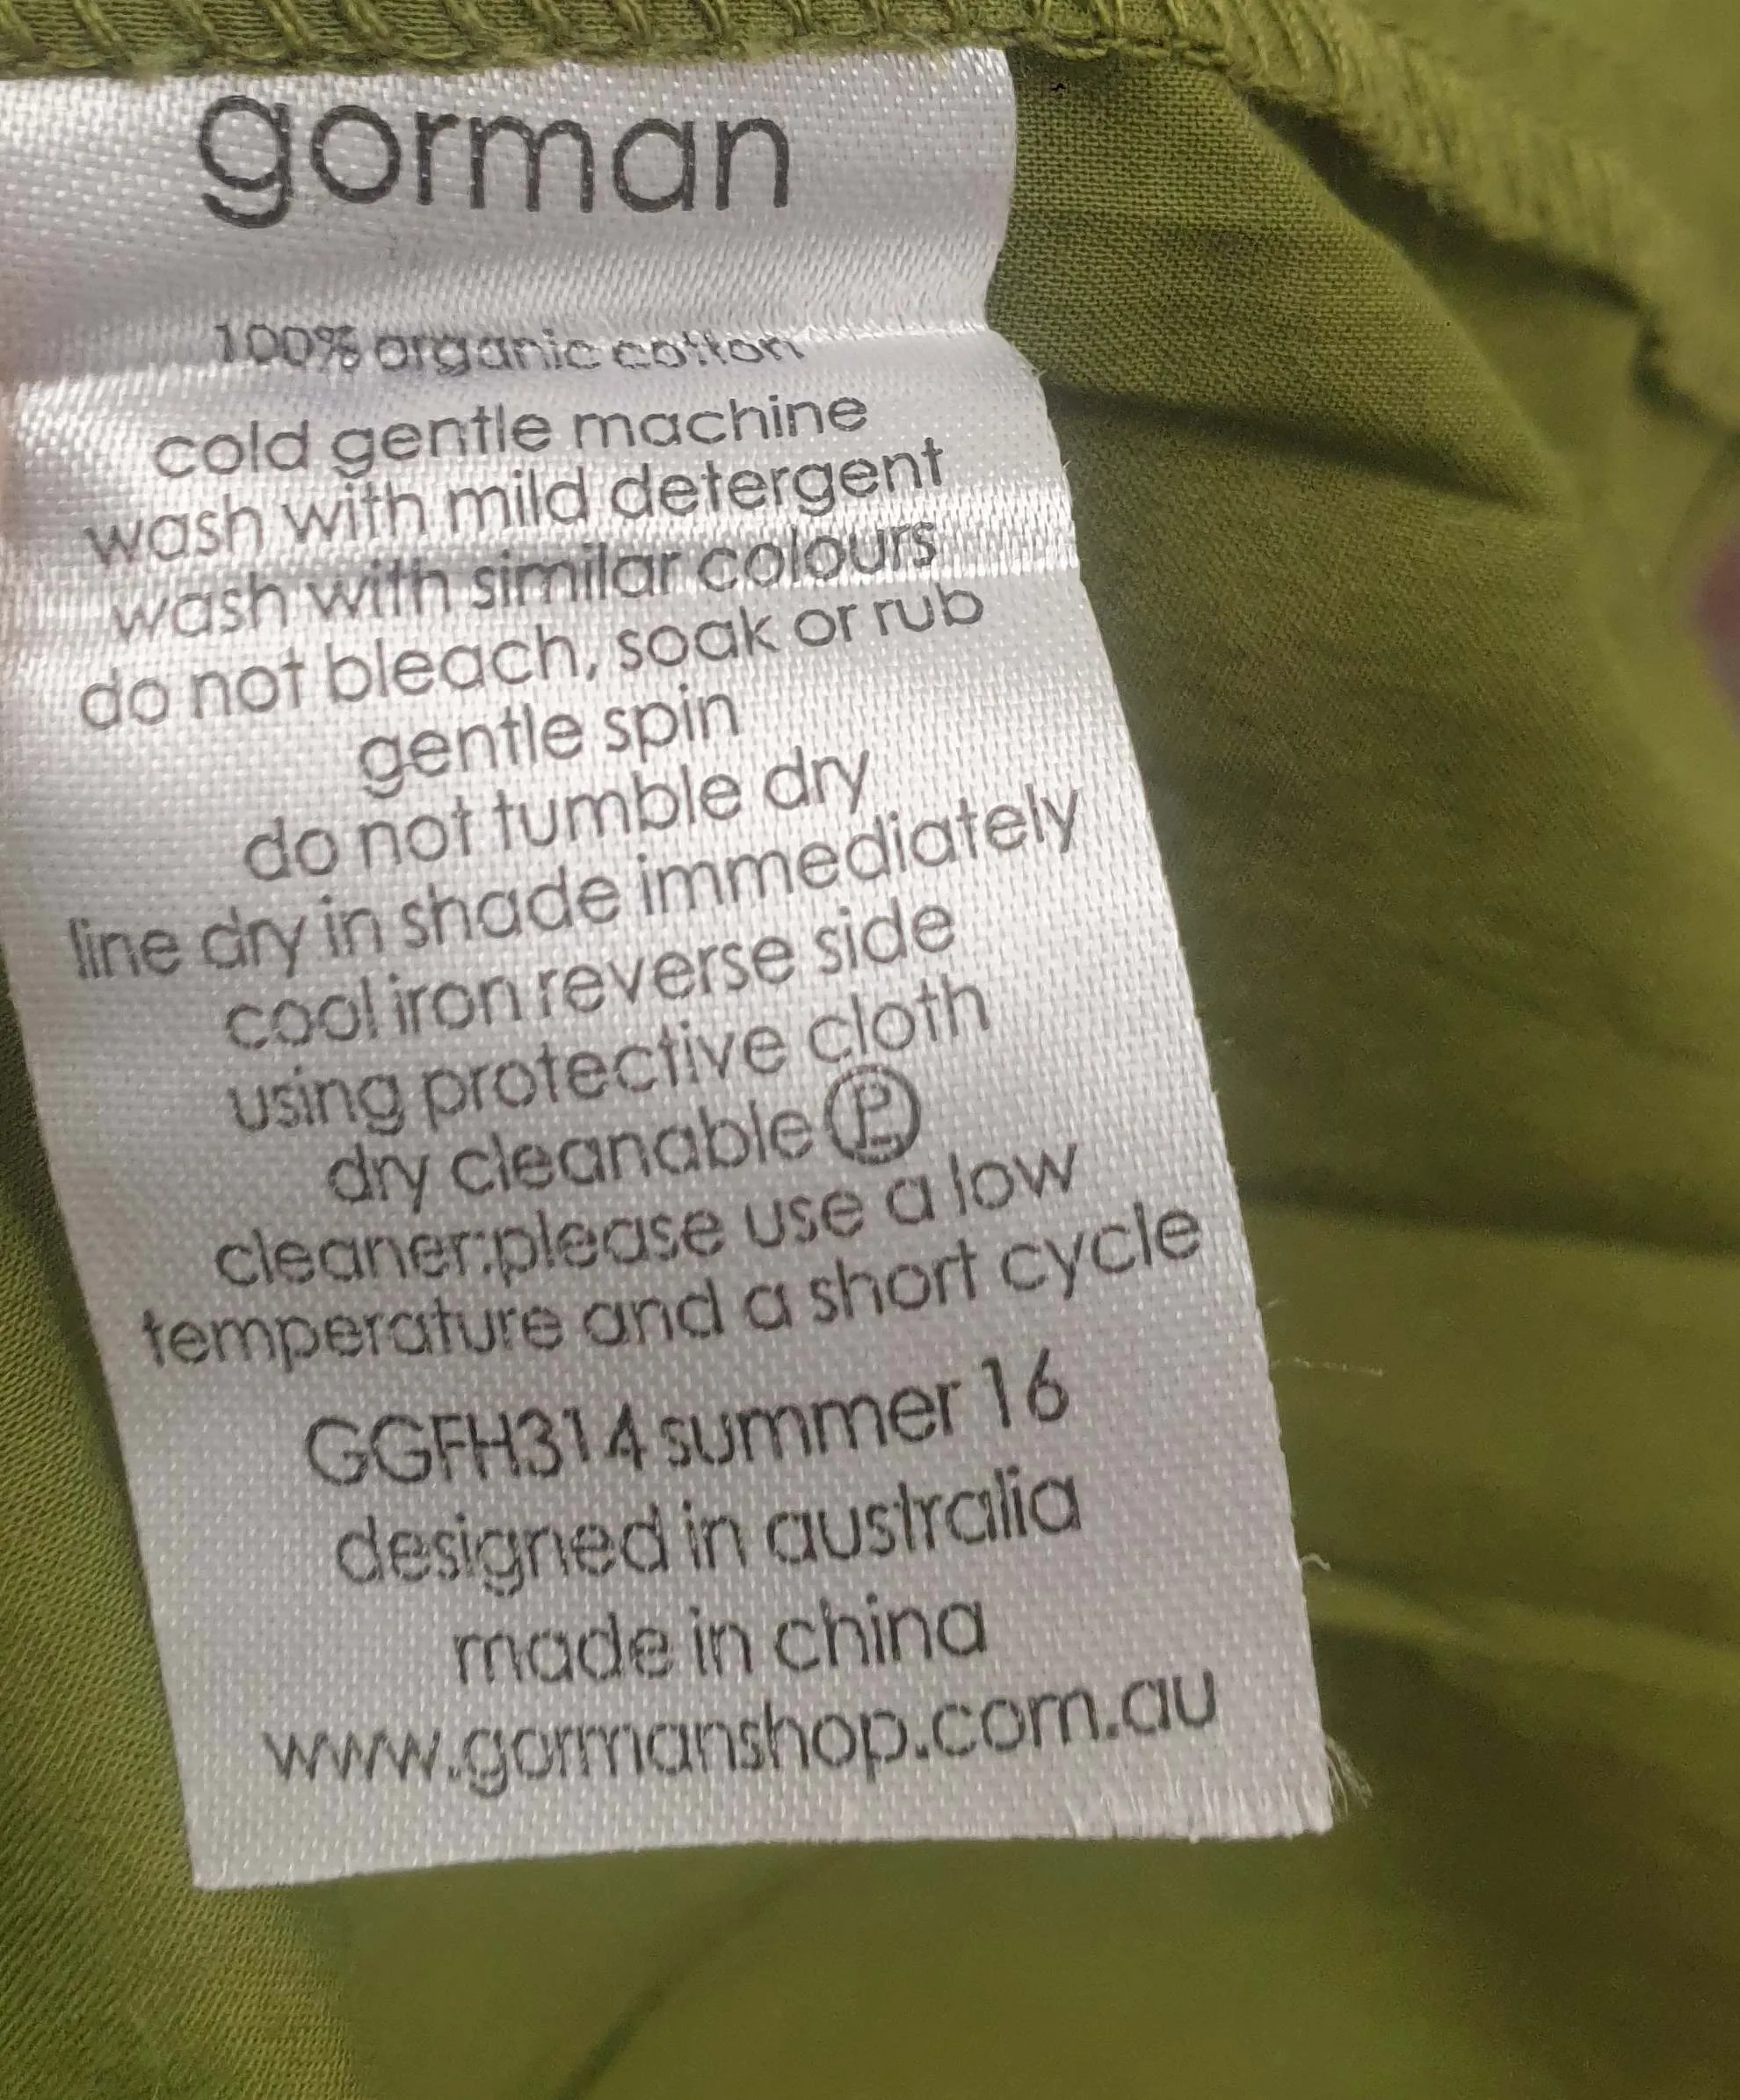 gorman
100% organic cotton
cold gentle machine
wash with mild detergent
wash with similar colours
do not bleach, soak or rub
gentle spin
do not tumble dry
line dry in shade immediately
cool iron reverse side
using protective cloth
dry cleanable Ⓟ
cleaner:please use a low
temperature and a short cycle
GGFH314 summer 16
designed in australia
made in china
www.gormanshop.com.au